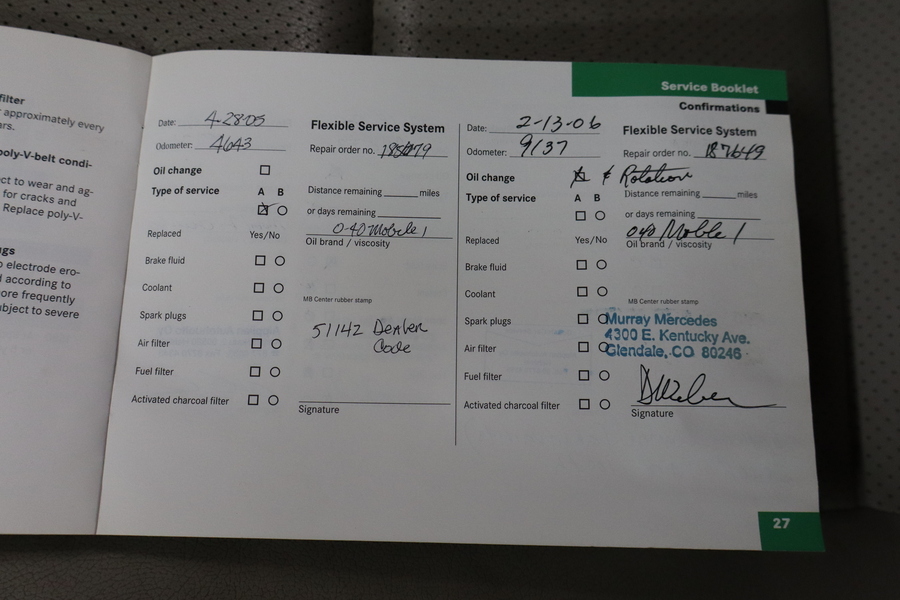 filter
approximately every
ars.
poly-V-belt condi-
ct to wear and ag-
for cracks and
Replace poly-V-
ugs
electrode ero-
d according to
ore frequently
ubject to severe
Service Booklet
Confirmations
Date: 4-28-05
Odometer: 4643
Oil change
Type of service A B
Replaced Yes/No
Brake fluid
Coolant
Spark plugs
Air filter
Fuel filter
Activated charcoal filter
Flexible Service System
Repair order no.
Distance remaining miles
or days remaining
0-40 Mobile 1
Oil brand / viscosity
MB Center rubber stamp
51142 Dealer
Code
Signature
Date: 2-13-06
Odometer: 9137
Oil change & Rotation
Type of service A B
Replaced Yes/No
Brake fluid
Coolant
Spark plugs
Air filter
Fuel filter
Activated charcoal filter
Flexible Service System
Repair order no. 187649
Distance remaining miles
or days remaining
040 Moble 1
Oil brand / viscosity
MB Center rubber stamp
Murray Mercedes
4300 E. Kentucky Ave.
Glendale, CO 80246
Signature
27